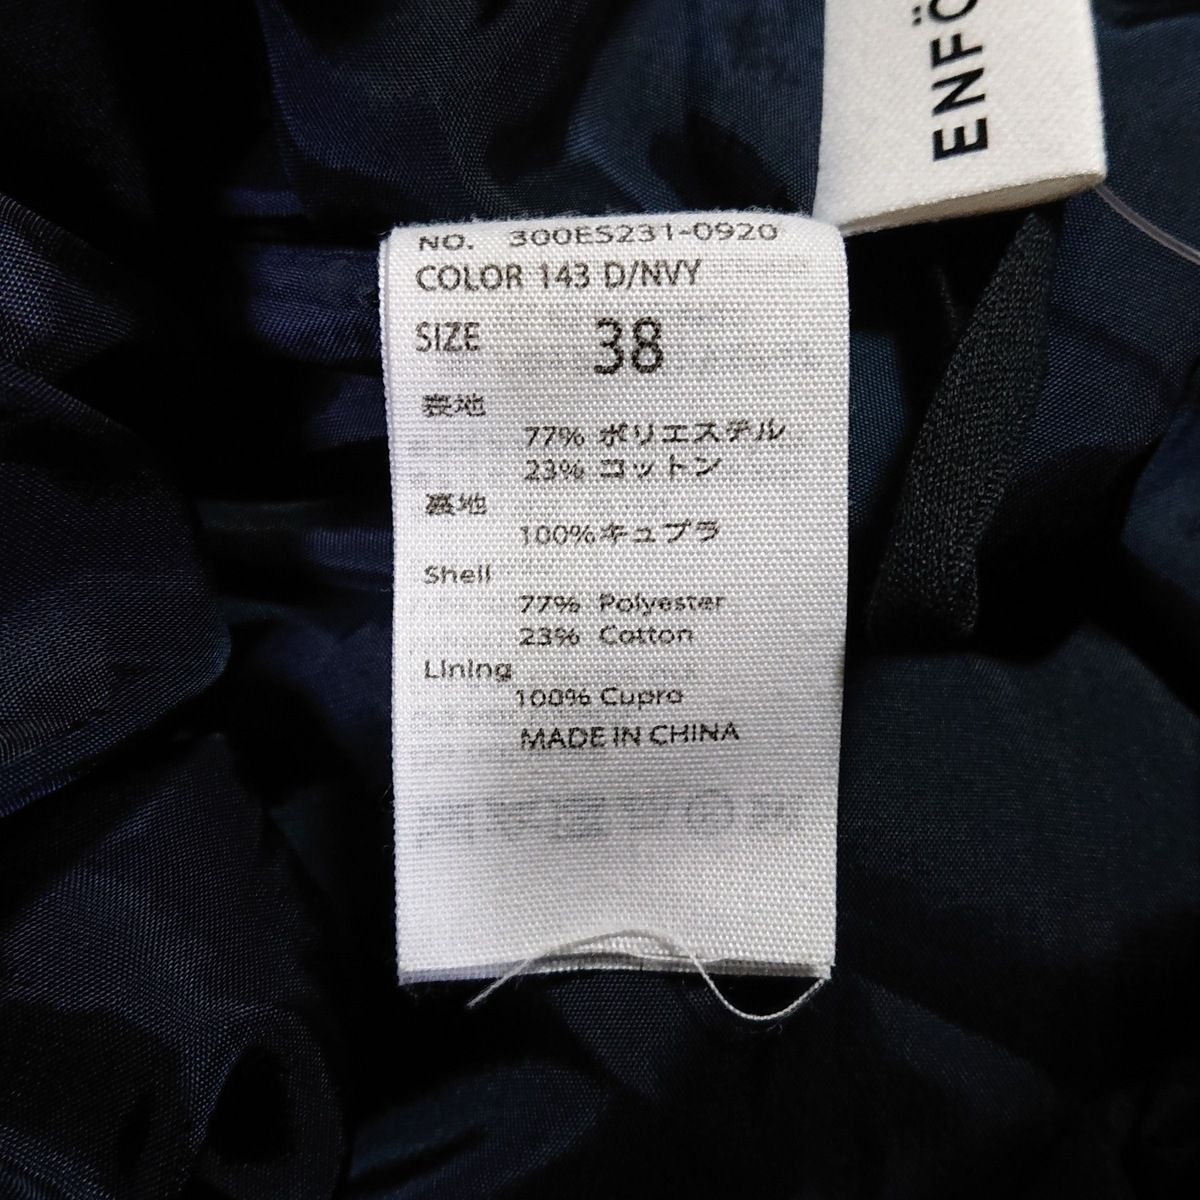 ENFÖ
NO. 300ES231-0920
COLOR 143 D/NVY
SIZE 38
表地
77% ポリエステル
23% コットン
裏地
100%キュプラ
Shell
77% Polyester
23% Cotton
Lining
100% Cupro
MADE IN CHINA